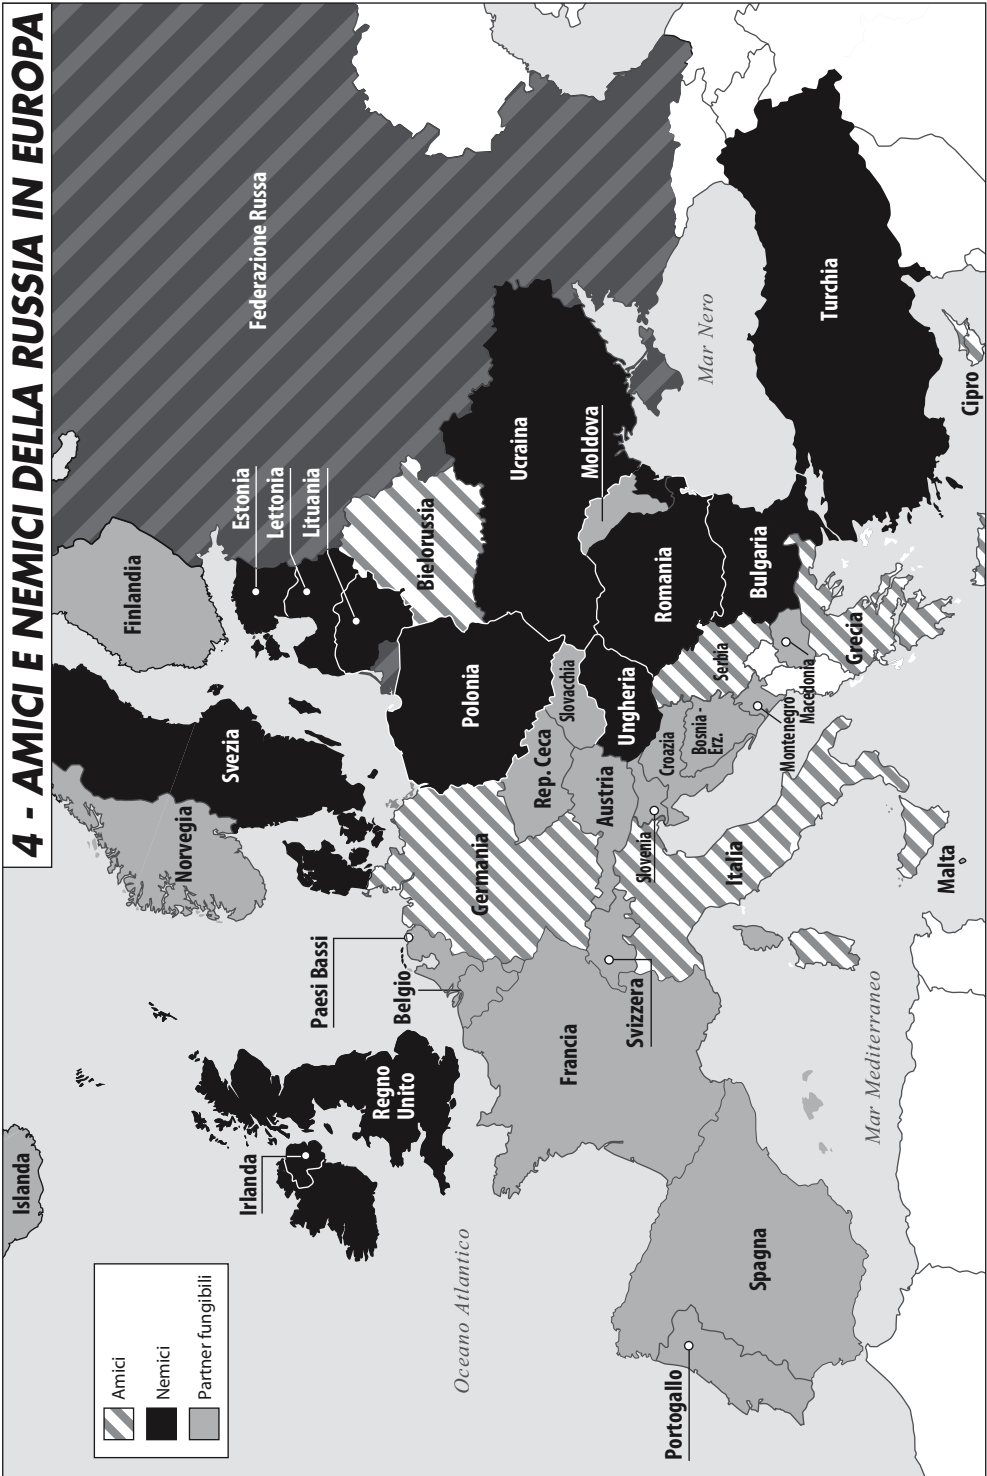 4 - AMICI E NEMICI DELLA RUSSIA IN EUROPA
Amici
Nemici
Partner fungibili
Islanda
Norvegia
Svezia
Finlandia
Federazione Russa
Estonia
Lettonia
Lituania
Irlanda
Regno
Unito
Paesi Bassi
Belgio
Germania
Polonia
Bielorussia
Ucraina
Oceano Atlantico
Francia
Svizzera
Rep. Ceca
Slovacchia
Austria
Ungheria
Moldova
Romania
Slovenia
Croazia
Bosnia -
Erz.
Serbia
Bulgaria
Mar Nero
Portogallo
Spagna
Italia
Montenegro
Macedonia
Grecia
Turchia
Mar Mediterraneo
Malta
Cipro